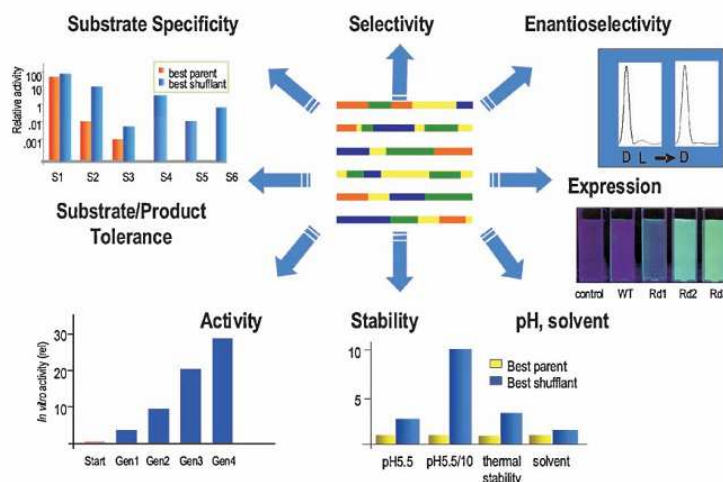 Substrate Specificity
Selectivity
Enantioselectivity
Relative activity
100
10
1
.01
.001
best parent
best shufflant
S1 S2 S3 S4 S5 S6
D L → D
Substrate/Product
Tolerance
Expression
control WT Rd1 Rd2 Rd
Activity
Stability
pH, solvent
In vitro activity (rel)
30
20
10
Start Gen1 Gen2 Gen3 Gen4
10
5
Best parent
Best shufflant
pH5.5 pH5.5/10 thermal stability solvent